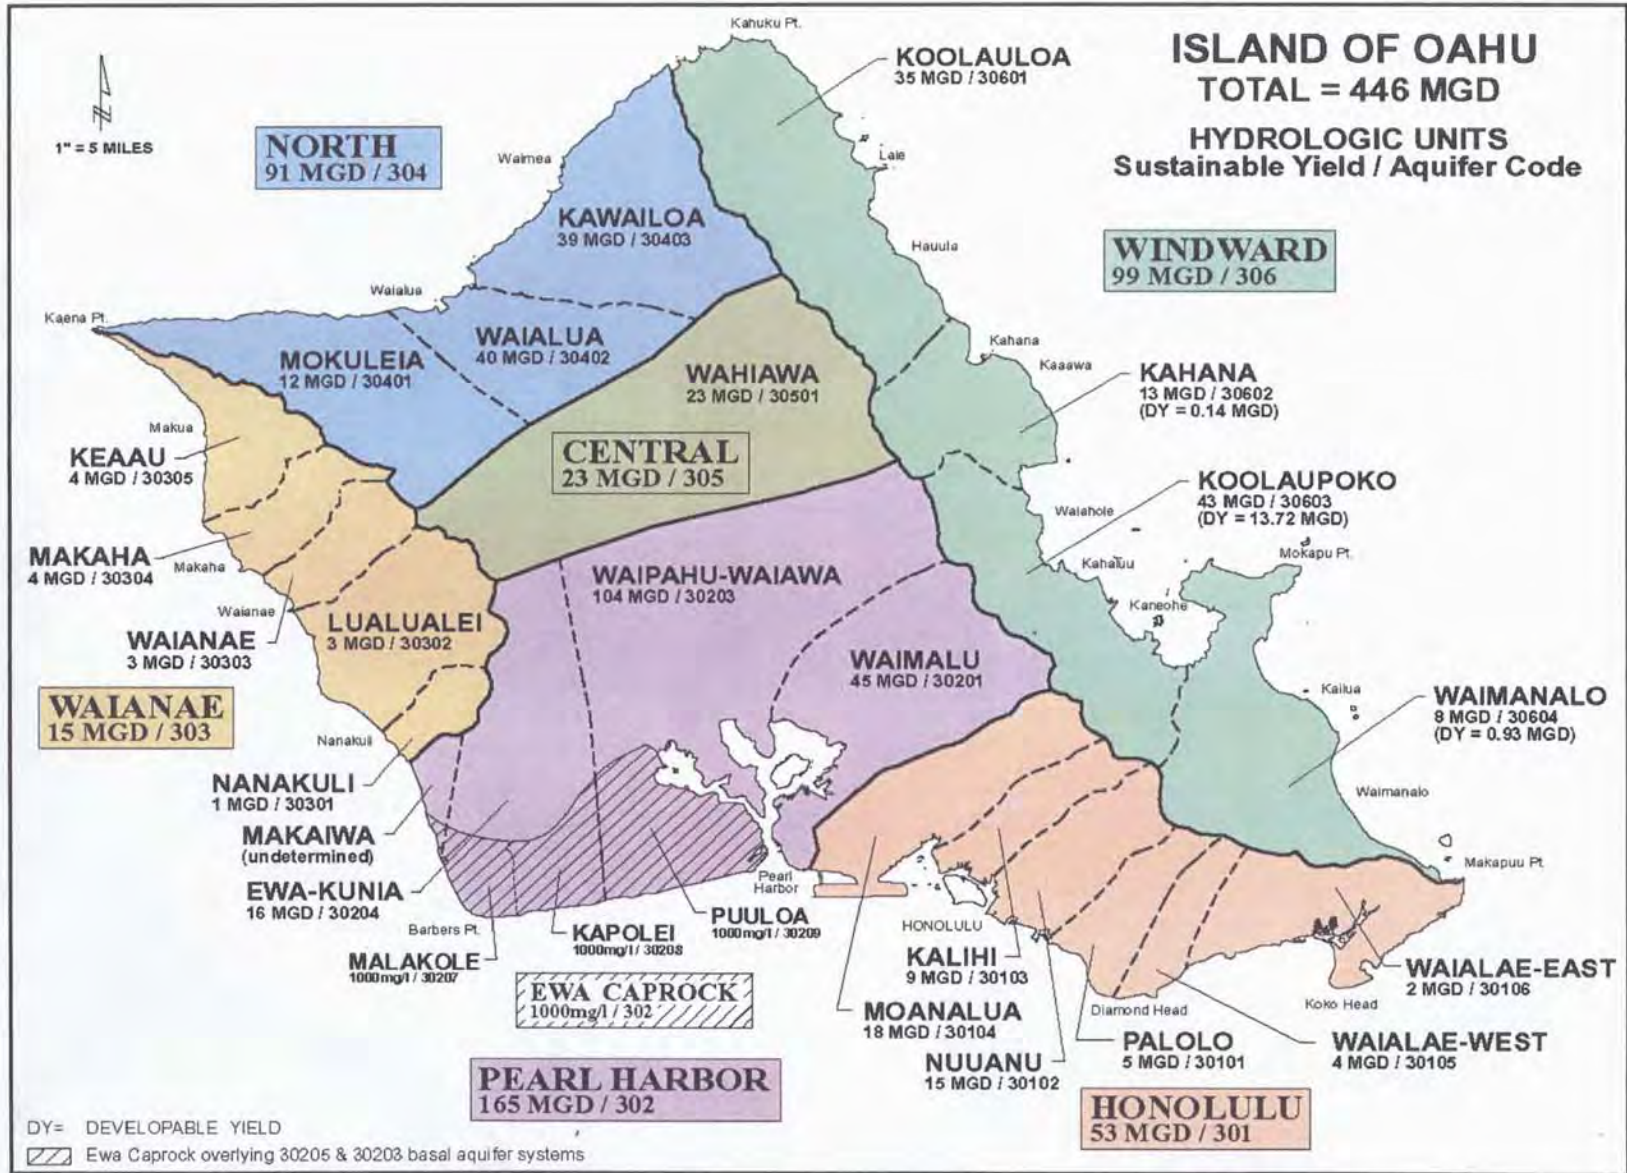 Kahuku Pt.
ISLAND OF OAHU
TOTAL = 446 MGD
HYDROLOGIC UNITS
Sustainable Yield / Aquifer Code
1" = 5 MILES
KOOLAULOA
35 MGD / 30601
NORTH
91 MGD / 304
Waimea
Laie
KAWAILOA
39 MGD / 30403
Hauula
WINDWARD
99 MGD / 306
Waialua
Kaena Pt.
MOKULEIA
12 MGD / 30401
WAIALUA
40 MGD / 30402
WAHIAWA
23 MGD / 30501
Kahana
Kaaawa
KAHANA
13 MGD / 30602
(DY = 0.14 MGD)
Makua
KEAAU
4 MGD / 30305
CENTRAL
23 MGD / 305
KOOLAUPOKO
43 MGD / 30603
(DY = 13.72 MGD)
Waiahole
Mokapu Pt.
MAKAHA
4 MGD / 30304
Makaha
WAIPAHU-WAIAWA
104 MGD / 30203
Kahaluu
Kaneohe
Waianae
WAIANAE
3 MGD / 30303
LUALUALEI
3 MGD / 30302
WAIMALU
45 MGD / 30201
Kailua
WAIANAE
15 MGD / 303
WAIMANALO
8 MGD / 30604
(DY = 0.93 MGD)
Nanakuli
NANAKULI
1 MGD / 30301
Waimanalo
MAKAIWA
(undetermined)
Makapuu Pt.
EWA-KUNIA
16 MGD / 30204
Pearl
Harbor
Barbers Pt.
MALAKOLE
1000mg/l / 30207
KAPOLEI
1000mg/l / 30208
PUULOA
1000mg/l / 30209
HONOLULU
KALIHI
9 MGD / 30103
WAIALAE-EAST
2 MGD / 30106
EWA CAPROCK
1000mg/l / 302
MOANALUA
18 MGD / 30104
Diamond Head
Koko Head
NUUANU
15 MGD / 30102
PALOLO
5 MGD / 30101
WAIALAE-WEST
4 MGD / 30105
PEARL HARBOR
165 MGD / 302
HONOLULU
53 MGD / 301
DY= DEVELOPABLE YIELD
Ewa Caprock overlying 30205 & 30203 basal aquifer systems